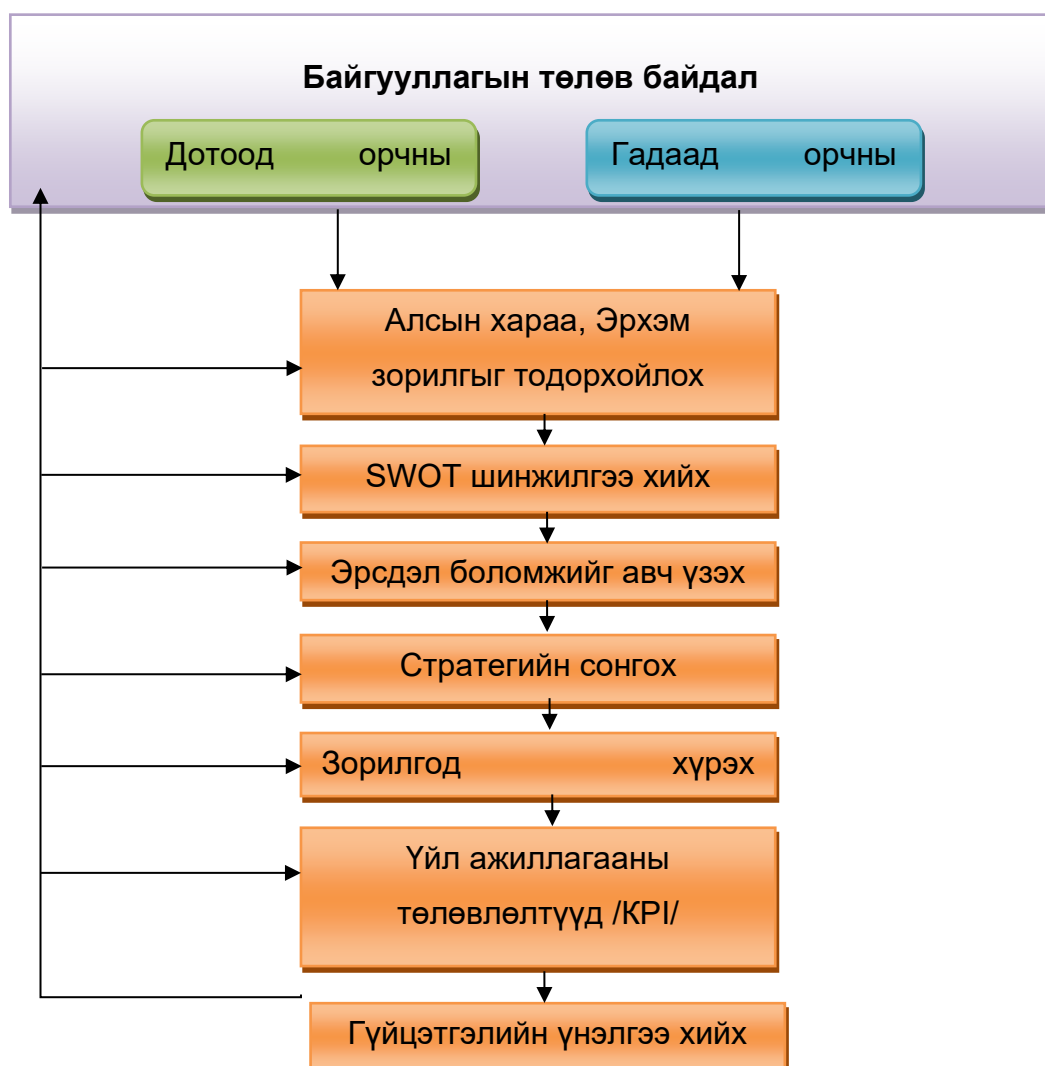 Байгууллагын төлөв байдал
Дотоод орчны
Гадаад орчны
Алсын хараа, Эрхэм
зорилгыг тодорхойлох
SWOT шинжилгээ хийх
Эрсдэл боломжийг авч үзэх
Стратегийн сонгох
Зорилгод хүрэх
Үйл ажиллагааны
төлөвлөлтүүд /KPI/
Гүйцэтгэлийн үнэлгээ хийх